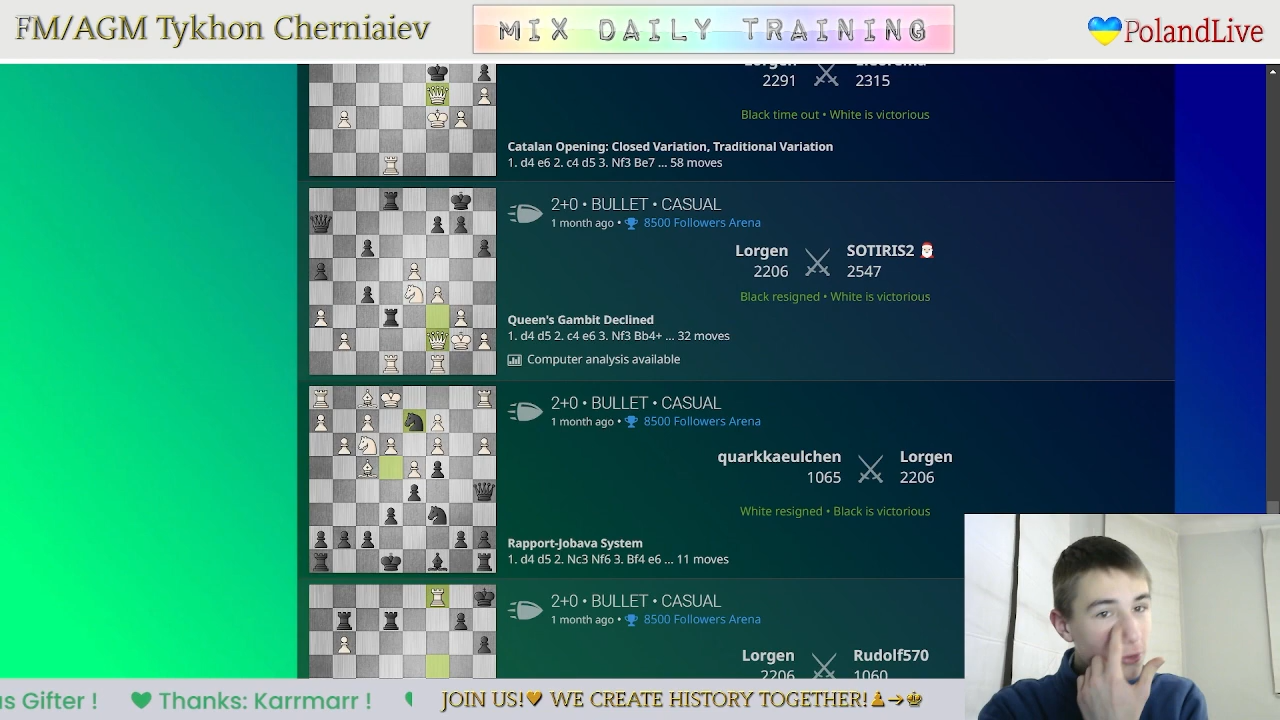 FM/AGM Tykhon Cherniaiev
MIX DAILY TRAINING
PolandLive
2291 2315
Black time out • White is victorious
Catalan Opening: Closed Variation, Traditional Variation
1. d4 e6 2. c4 d5 3. Nf3 Be7 ... 58 moves
2+0 • BULLET • CASUAL
1 month ago • 8500 Followers Arena
Lorgen SOTIRIS2
2206 2547
Black resigned • White is victorious
Queen's Gambit Declined
1. d4 d5 2. c4 e6 3. Nf3 Bb4+ ... 32 moves
Computer analysis available
2+0 • BULLET • CASUAL
1 month ago • 8500 Followers Arena
quarkkaeulchen Lorgen
1065 2206
White resigned • Black is victorious
Rapport-Jobava System
1. d4 d5 2. Nc3 Nf6 3. Bf4 e6 ... 11 moves
2+0 • BULLET • CASUAL
1 month ago • 8500 Followers Arena
Lorgen Rudolf570
2206 1060
s Gifter ! Thanks: Karrmarr !
JOIN US! WE CREATE HISTORY TOGETHER!